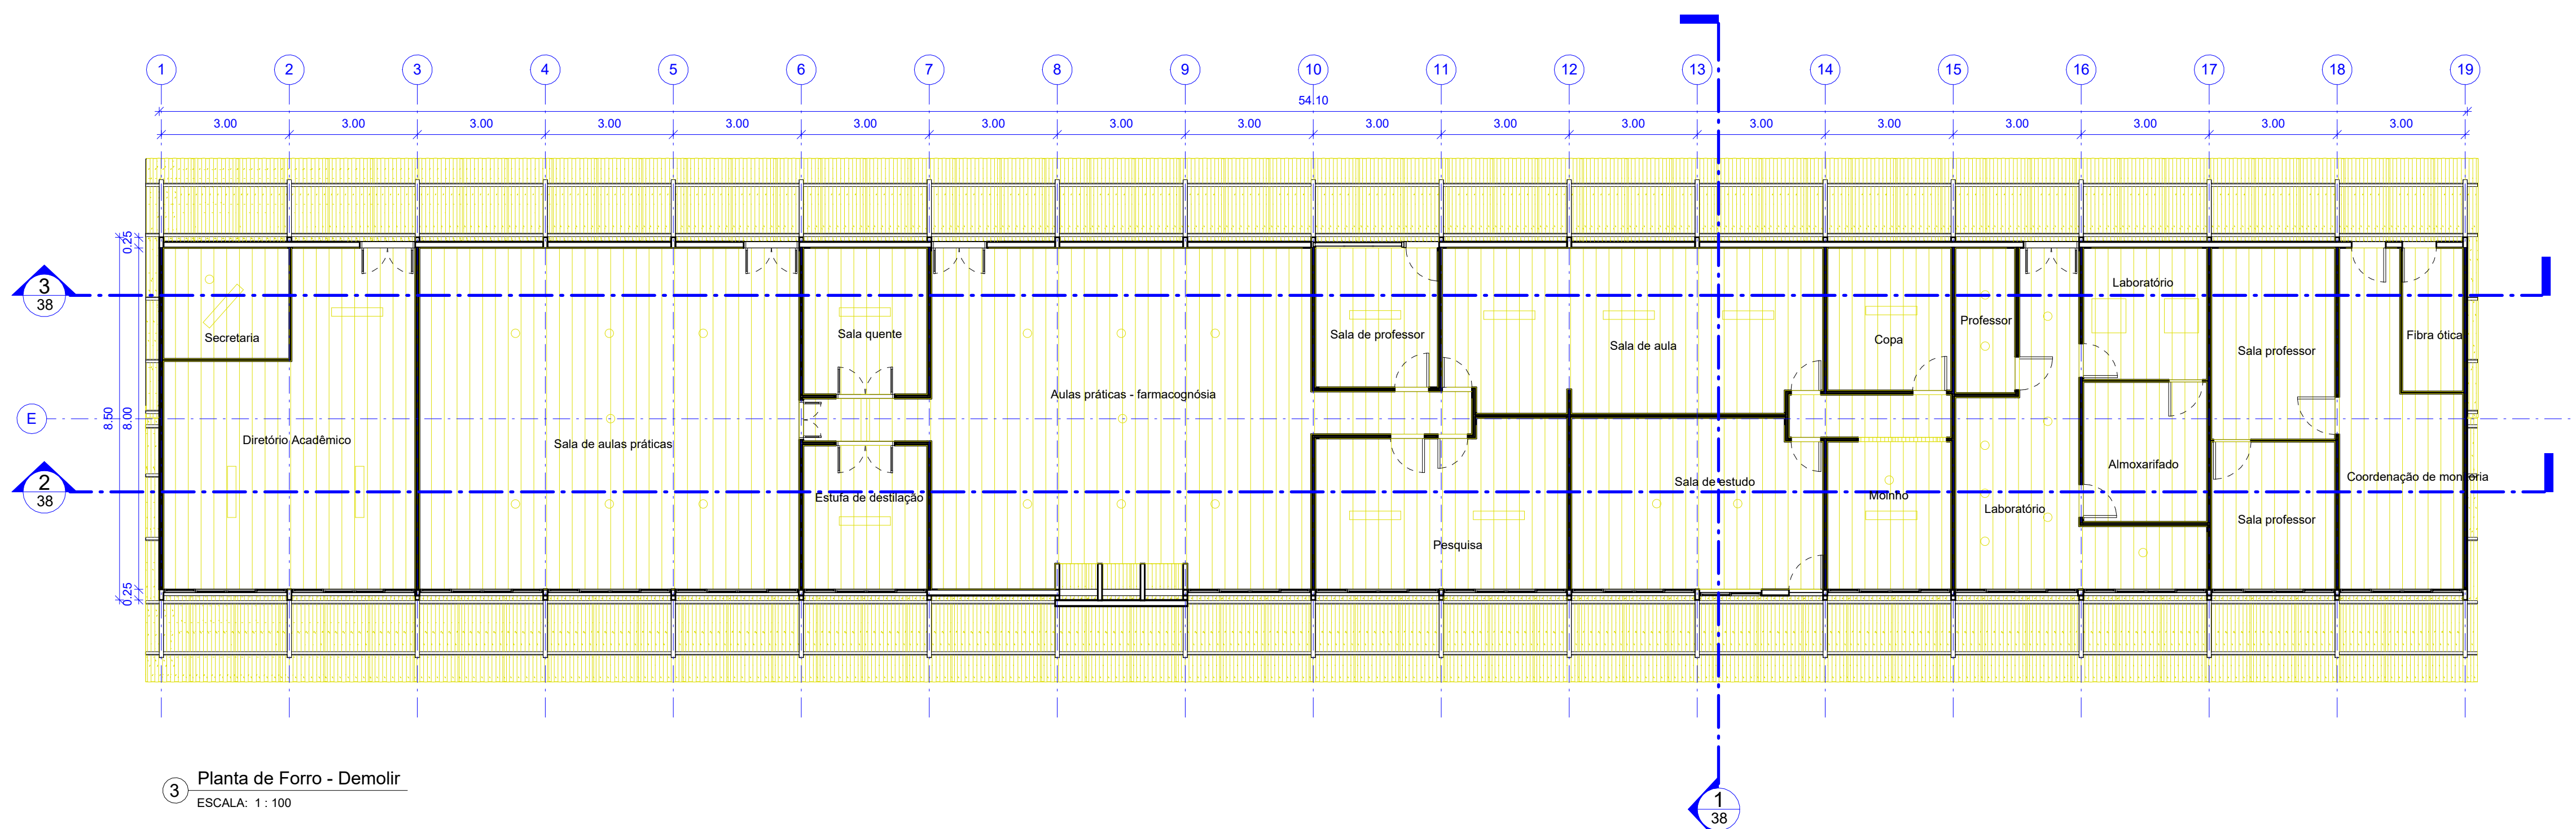 1 2 3 4 5 6 7 8 9 10 11 12 13 14 15 16 17 18 19
54.10
3.00 3.00 3.00 3.00 3.00 3.00 3.00 3.00 3.00 3.00 3.00 3.00 3.00 3.00 3.00 3.00 3.00 3.00
0.25
8.50
8.00
0.25
3
38
E
2
38
Secretaria
Diretório Acadêmico
Sala de aulas práticas
Sala quente
Estufa de destilação
Aulas práticas - farmacognósia
Sala de professor
Pesquisa
Sala de aula
Sala de estudo
Copa
Moinho
Professor
Laboratório
Laboratório
Almoxarifado
Sala professor
Sala professor
Fibra ótica
Coordenação de monitoria
3
Planta de Forro - Demolir
ESCALA: 1 : 100
1
38